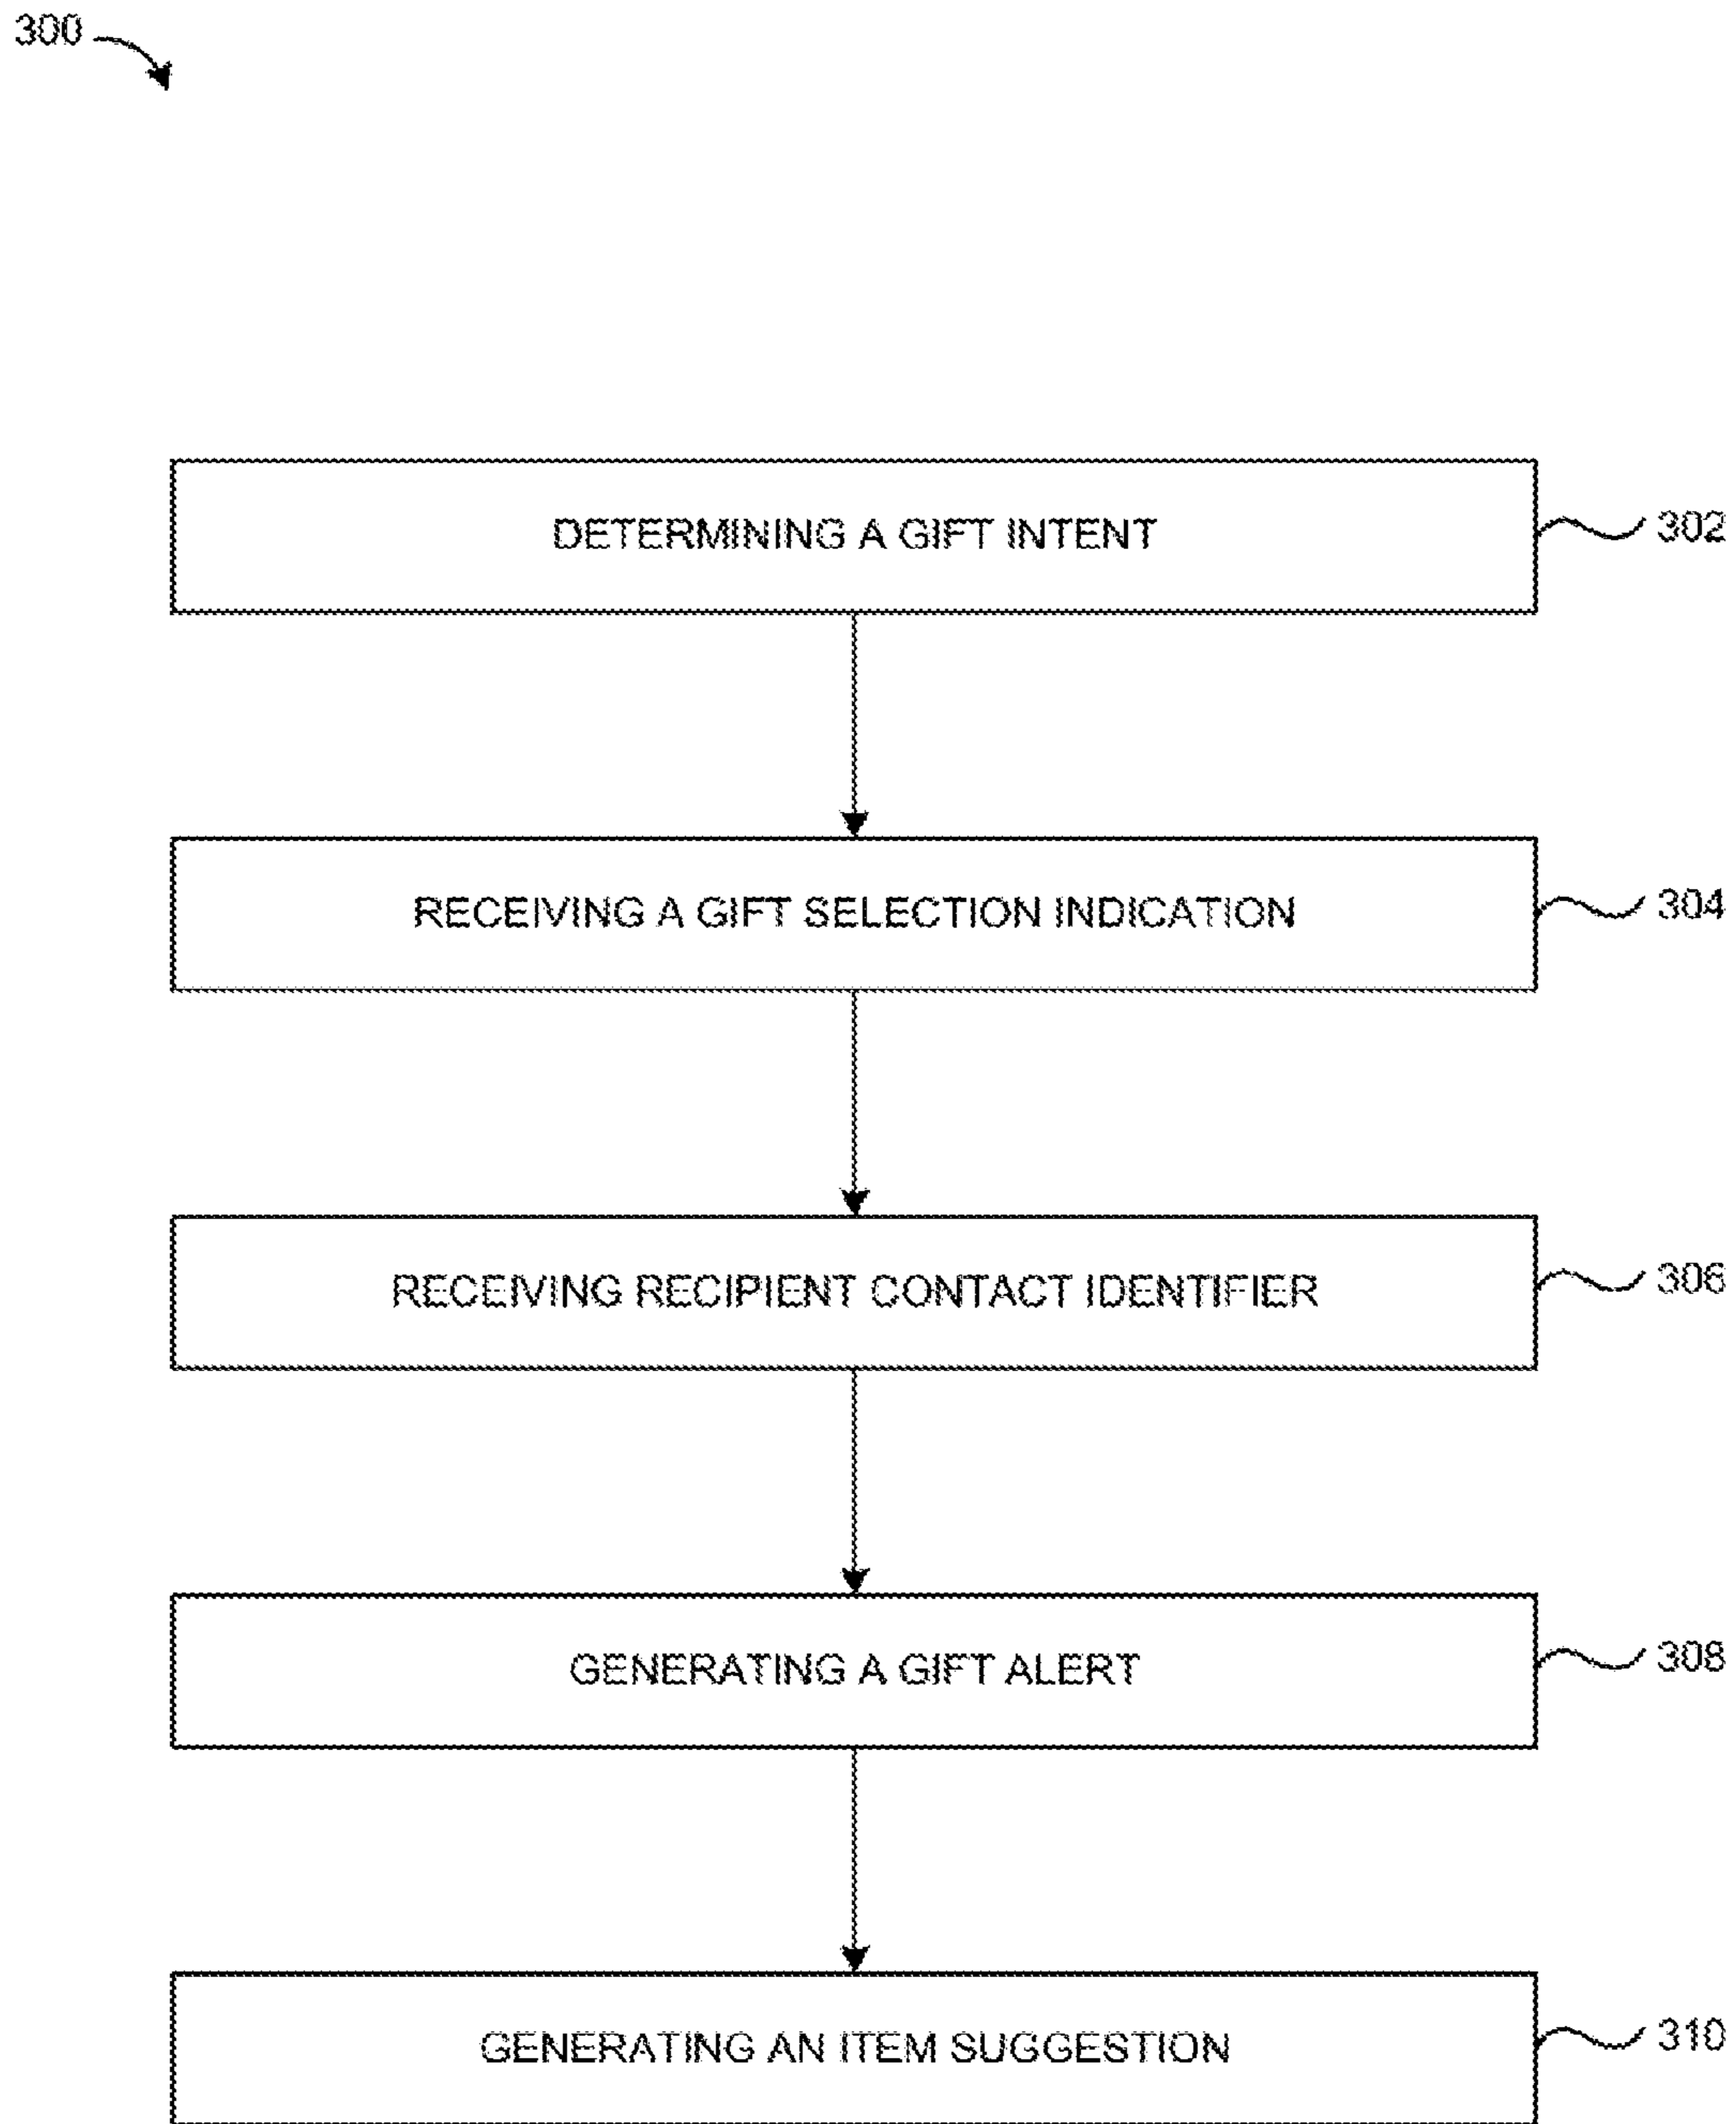 300
DETERMINING A GIFT INTENT
302
RECEIVING A GIFT SELECTION INDICATION
304
RECEIVING RECIPIENT CONTACT IDENTIFIER
306
GENERATING A GIFT ALERT
308
GENERATING AN ITEM SUGGESTION
310